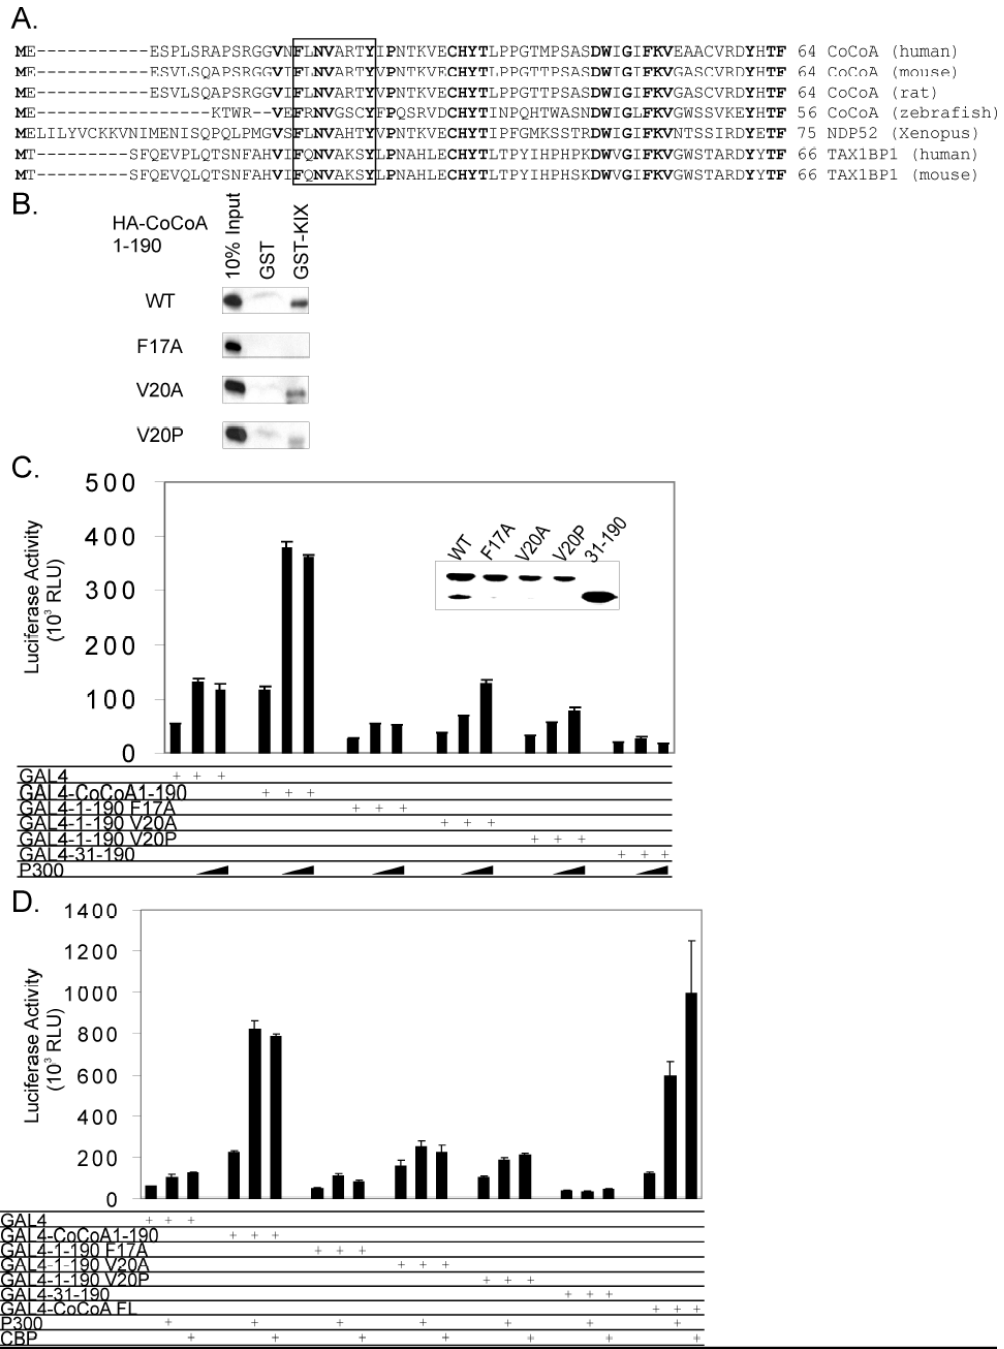 A.
ME-----------ESPLSRAPSRGGVNFLNVARTYIPNTKVECHYTLPPGTMPSASDWIGIFKVEAACVRDYHTF 64 CoCoA (human)
ME-----------ESVLSQAPSRGGVIFLNVARTYVPNTKVECHYTLPPGTTPSASDWIGIFKVGASCVRDYHTF 64 CoCoA (mouse)
ME-----------ESVLSQAPSRGGVIFLNVARTYVPNTKVECHYTLPPGTTPSASDWIGIFKVGASCVRDYHTF 64 CoCoA (rat)
ME-----------------KTWR--VEFRNVGSCYFPQSRVDCHYTINPQHTWASNDWIGLFKVGWSSVKEYHTF 56 CoCoA (zebrafish)
MELILYVCKKVNIMENISQPQLPMGVSFLNVAHTYVPNTKVECHYTIPFGMKSSTRDWIGIFKVNTSSIRDYETF 75 NDP52 (Xenopus)
MT---------SFQEVPLQTSNFAHVIFQNVAKSYLPNAHLECHYTLTPYIHPHPKDWVGIFKVGWSTARDYYTF 66 TAX1BP1 (human)
MT---------SFQEVQLQTSNFAHVIFQNVAKSYLPNAHLECHYTLTPYIHPHSKDWVGIFKVGWSTARDYYTF 66 TAX1BP1 (mouse)
B.
HA-CoCoA
1-190
10% Input
GST
GST-KIX
WT
F17A
V20A
V20P
C.
Luciferase Activity
(10³ RLU)
500
400
300
200
100
0
WT
F17A
V20A
V20P
31-190
GAL4 + + +
GAL4-CoCoA1-190 + + +
GAL4-1-190 F17A + + +
GAL4-1-190 V20A + + +
GAL4-1-190 V20P + + +
GAL4-31-190 + + +
P300
D.
Luciferase Activity
(10³ RLU)
1400
1200
1000
800
600
400
200
0
GAL4 + + +
GAL4-CoCoA1-190 + + +
GAL4-1-190 F17A + + +
GAL4-1-190 V20A + + +
GAL4-1-190 V20P + + +
GAL4-31-190 + + +
GAL4-CoCoA FL + + +
P300 + + + + + + +
CBP + + + + + + +